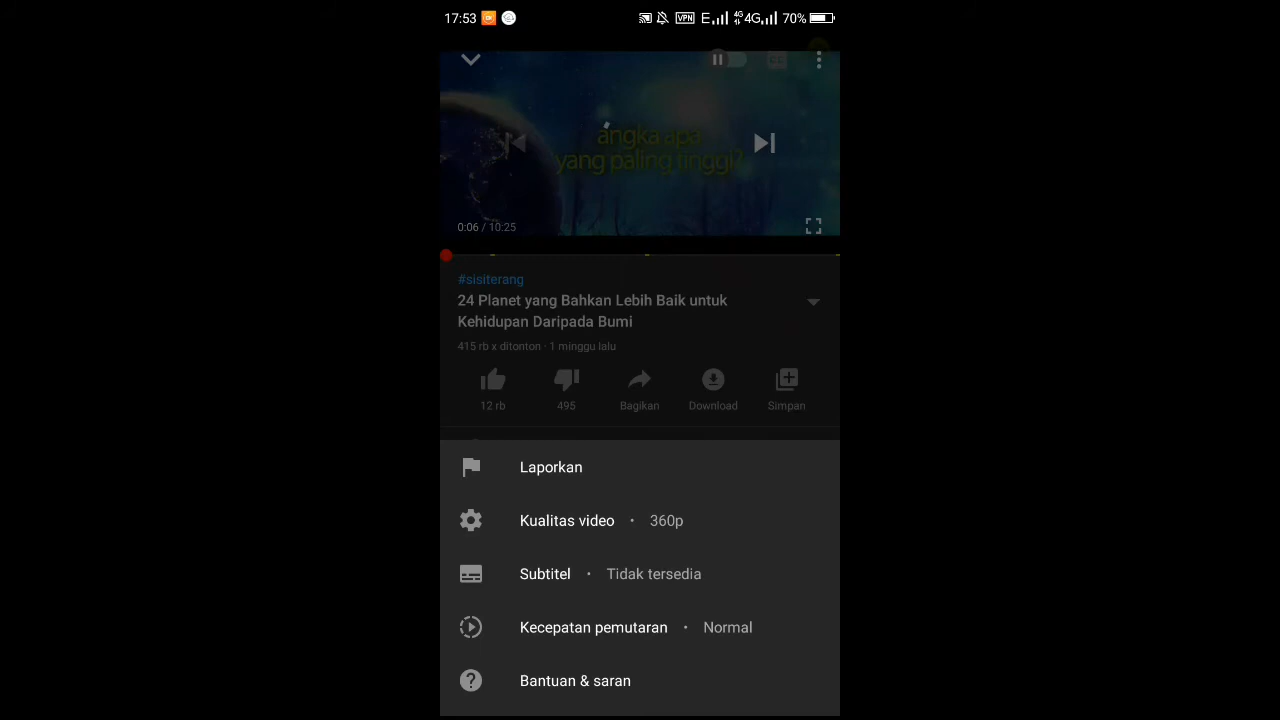 17:53 VPN E 4G 4G 70%
angka apa
yang paling tinggi?
0:06 / 10:25
#sisiterang
24 Planet yang Bahkan Lebih Baik untuk
Kehidupan Daripada Bumi
415 rb x ditonton · 1 minggu lalu
12 rb 495 Bagikan Download Simpan
Laporkan
Kualitas video • 360p
Subtitel • Tidak tersedia
Kecepatan pemutaran • Normal
Bantuan & saran